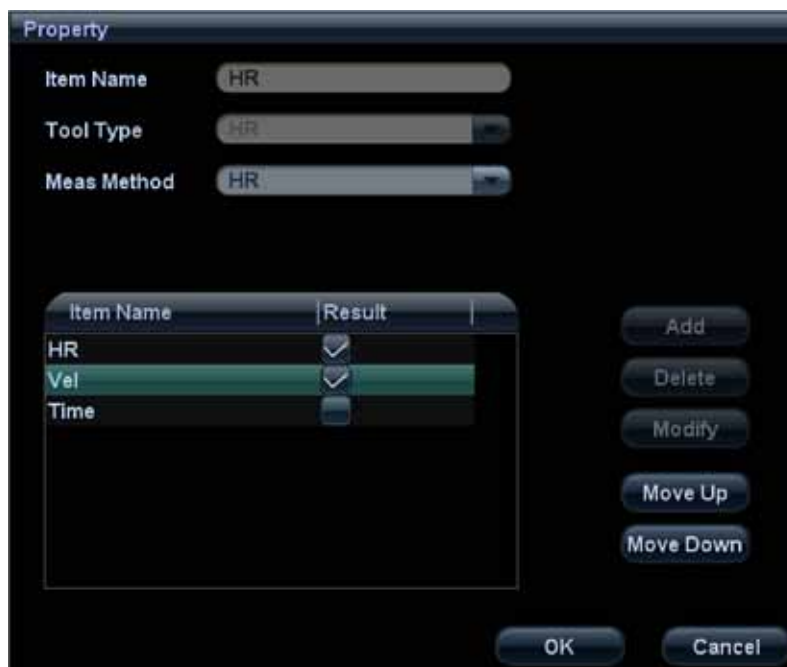 Property
Item Name HR
Tool Type HR
Meas Method HR
Item Name Result
HR
Vel
Time
Add
Delete
Modify
Move Up
Move Down
OK Cancel